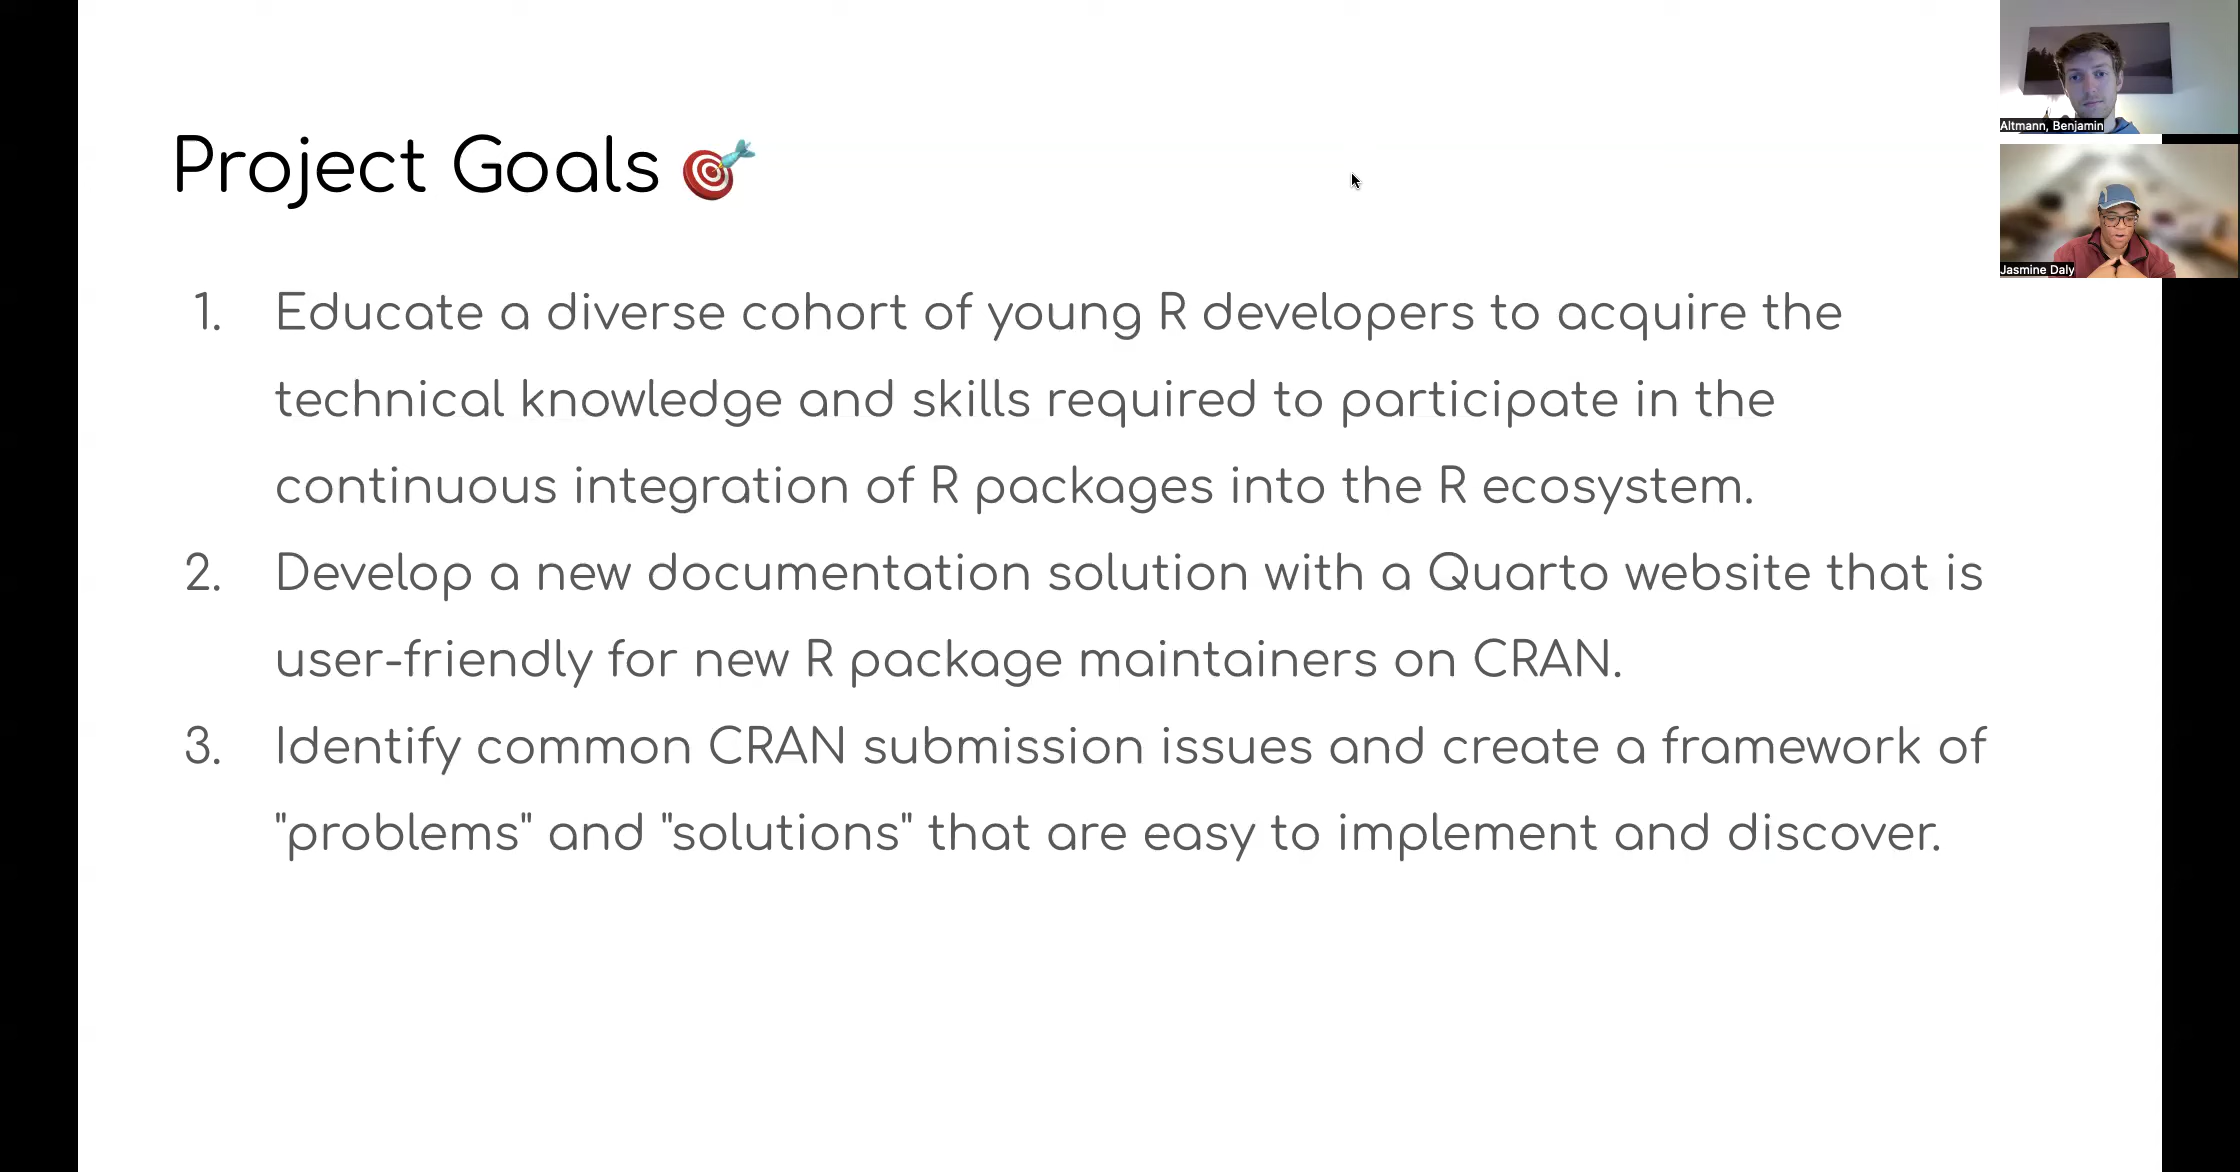 Project Goals 🎯
1. Educate a diverse cohort of young R developers to acquire the
technical knowledge and skills required to participate in the
continuous integration of R packages into the R ecosystem.
2. Develop a new documentation solution with a Quarto website that is
user-friendly for new R package maintainers on CRAN.
3. Identify common CRAN submission issues and create a framework of
"problems" and "solutions" that are easy to implement and discover.
Altmann, Benjamin
Jasmine Daly